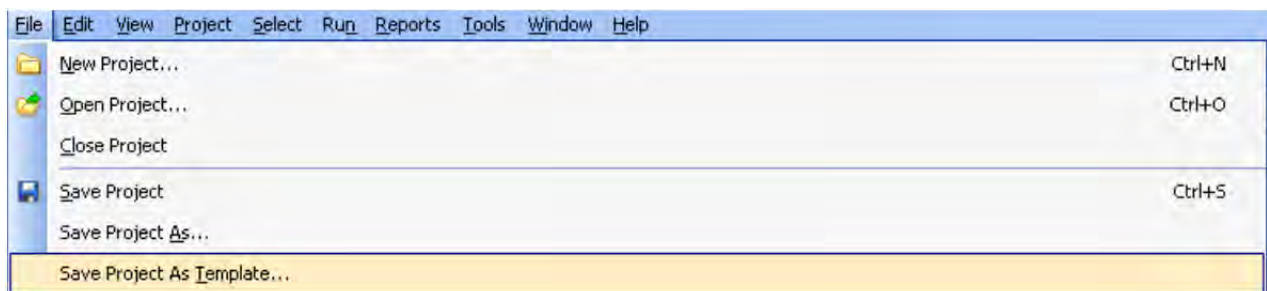 File Edit View Project Select Run Reports Tools Window Help
New Project... Ctrl+N
Open Project... Ctrl+O
Close Project
Save Project Ctrl+S
Save Project As...
Save Project As Template...